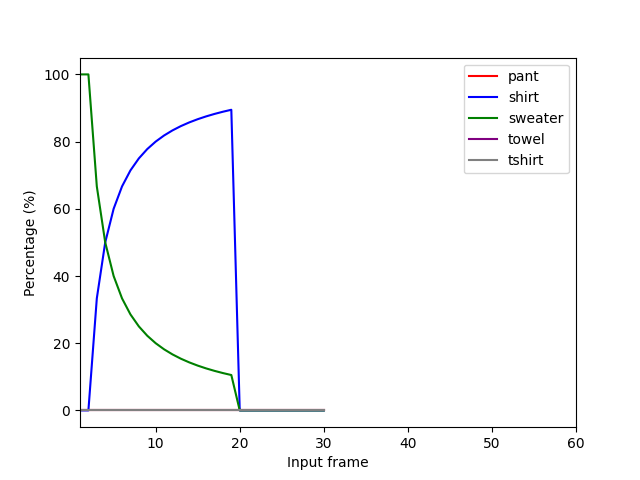 100
80
60
40
20
0
Percentage (%)
10 20 30 40 50 60
Input frame
pant
shirt
sweater
towel
tshirt